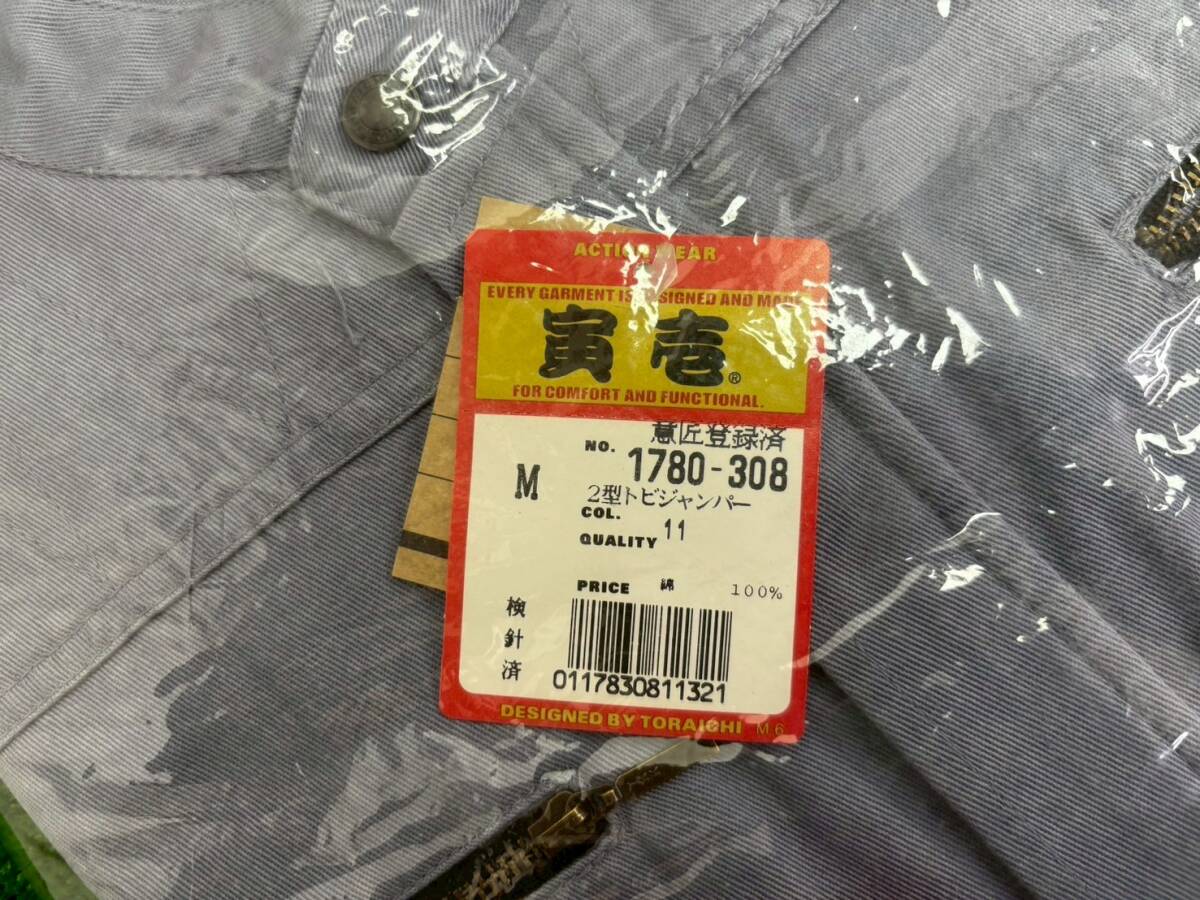 ACTION WEAR
EVERY GARMENT IS DESIGNED AND MADE
寅壱®
FOR COMFORT AND FUNCTIONAL.
意匠登録済
NO. 1780-308
M
2型トビジャンパー
COL. 11
QUALITY
PRICE 綿 100%
検針済
0117830811321
DESIGNED BY TORAICHI M6